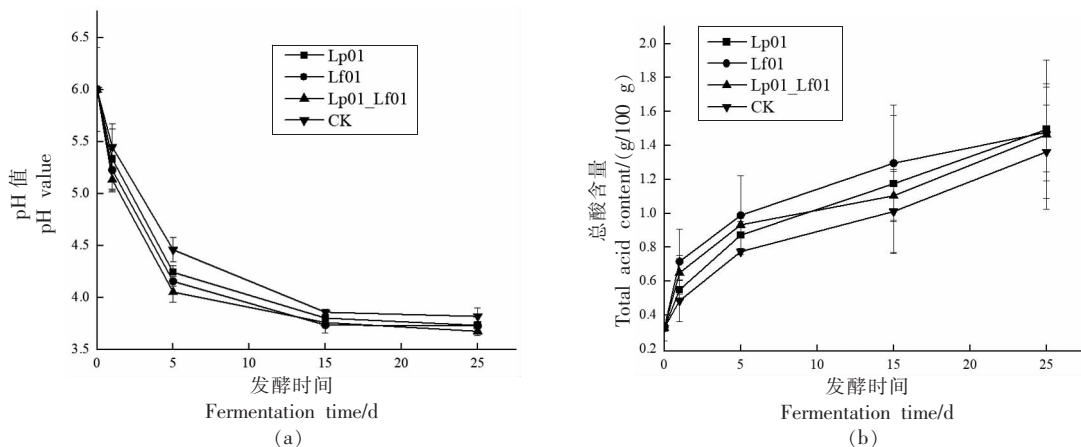 6.5
6.0
5.5
5.0
4.5
4.0
3.5
0
5
10
15
20
25
pH 值
pH value
Lp01
Lf01
Lp01_Lf01
CK
发酵时间
Fermentation time/d
(a)
2.0
1.8
1.6
1.4
1.2
1.0
0.8
0.6
0.4
0.2
0
5
10
15
20
25
总酸含量
Total acid content/(g/100 g)
Lp01
Lf01
Lp01_Lf01
CK
发酵时间
Fermentation time/d
(b)